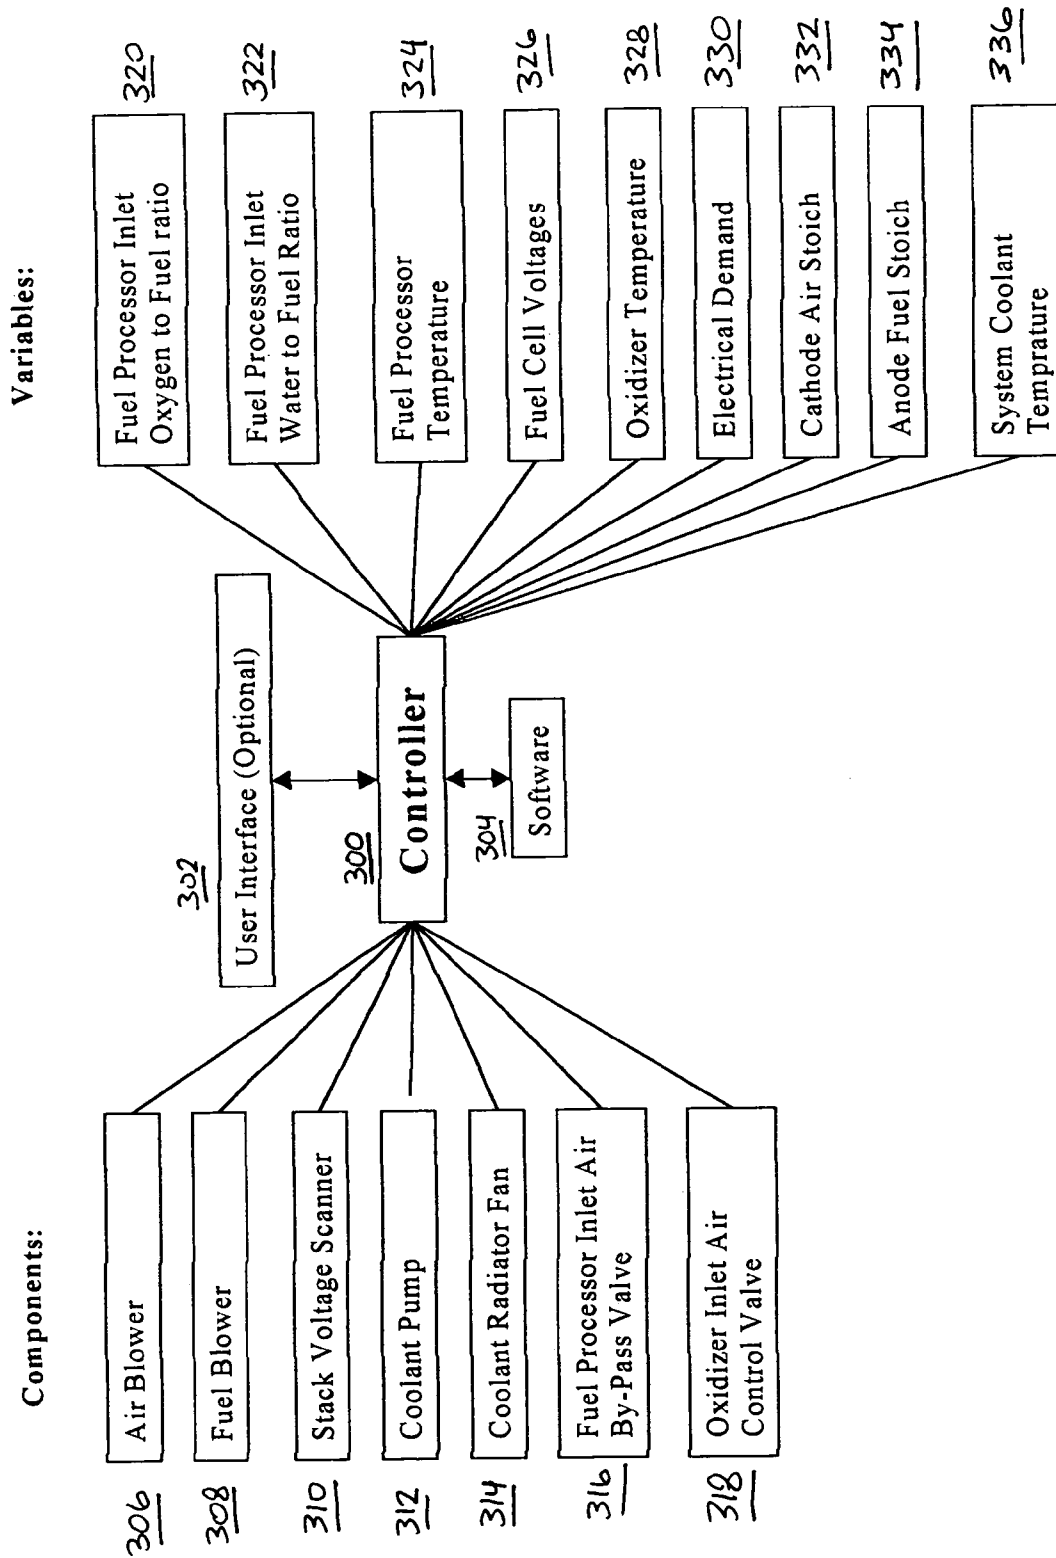 Components:
306
Air Blower
308
Fuel Blower
310
Stack Voltage Scanner
312
Coolant Pump
314
Coolant Radiator Fan
316
Fuel Processor Inlet Air
By-Pass Valve
318
Oxidizer Inlet Air
Control Valve
302
User Interface (Optional)
300
Controller
304
Software
Variables:
Fuel Processor Inlet
Oxygen to Fuel ratio
320
Fuel Processor Inlet
Water to Fuel Ratio
322
Fuel Processor
Temperature
324
Fuel Cell Voltages
326
Oxidizer Temperature
328
Electrical Demand
330
Cathode Air Stoich
332
Anode Fuel Stoich
334
System Coolant
Temprature
336